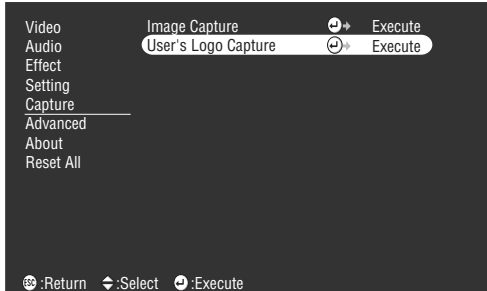 Video
Audio
Effect
Setting
Capture
Advanced
About
Reset All
Image Capture Execute
User's Logo Capture Execute
ESC :Return :Select :Execute